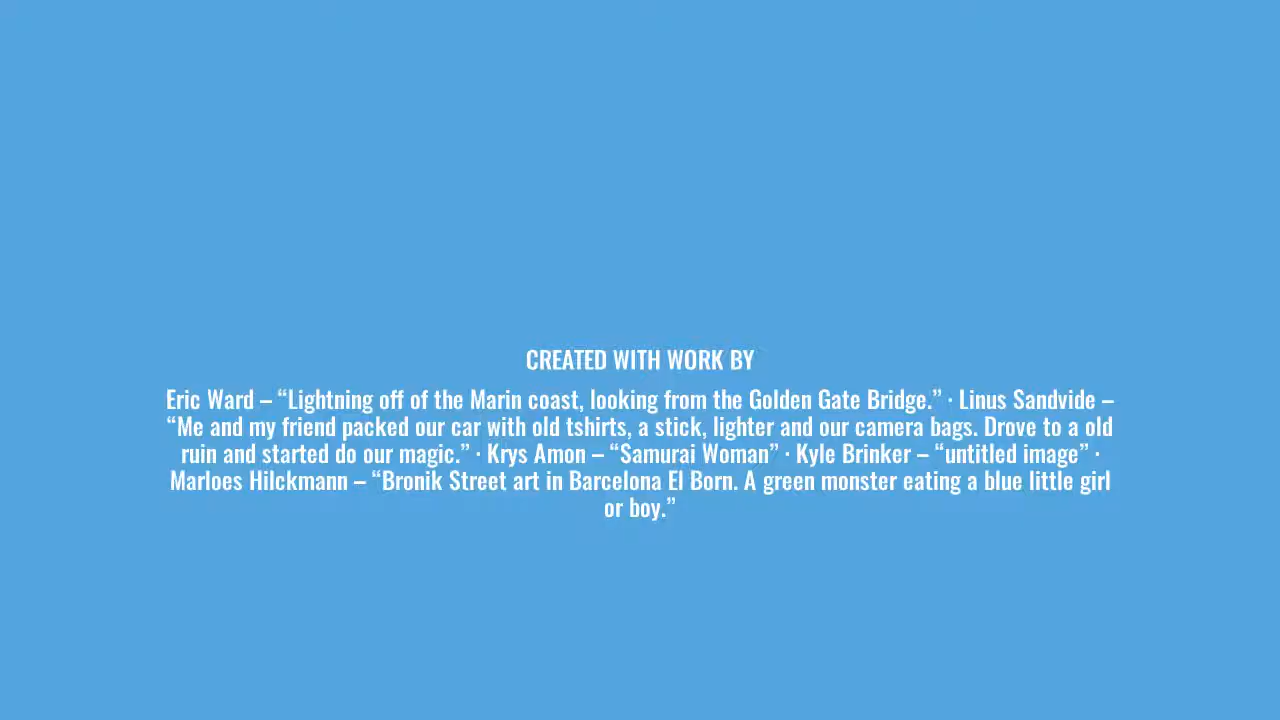 CREATED WITH WORK BY
Eric Ward – “Lightning off of the Marin coast, looking from the Golden Gate Bridge.” · Linus Sandvide –
“Me and my friend packed our car with old tshirts, a stick, lighter and our camera bags. Drove to a old
ruin and started do our magic.” · Krys Amon – “Samurai Woman” · Kyle Brinker – “untitled image” ·
Marloes Hilckmann – “Bronik Street art in Barcelona El Born. A green monster eating a blue little girl
or boy.”